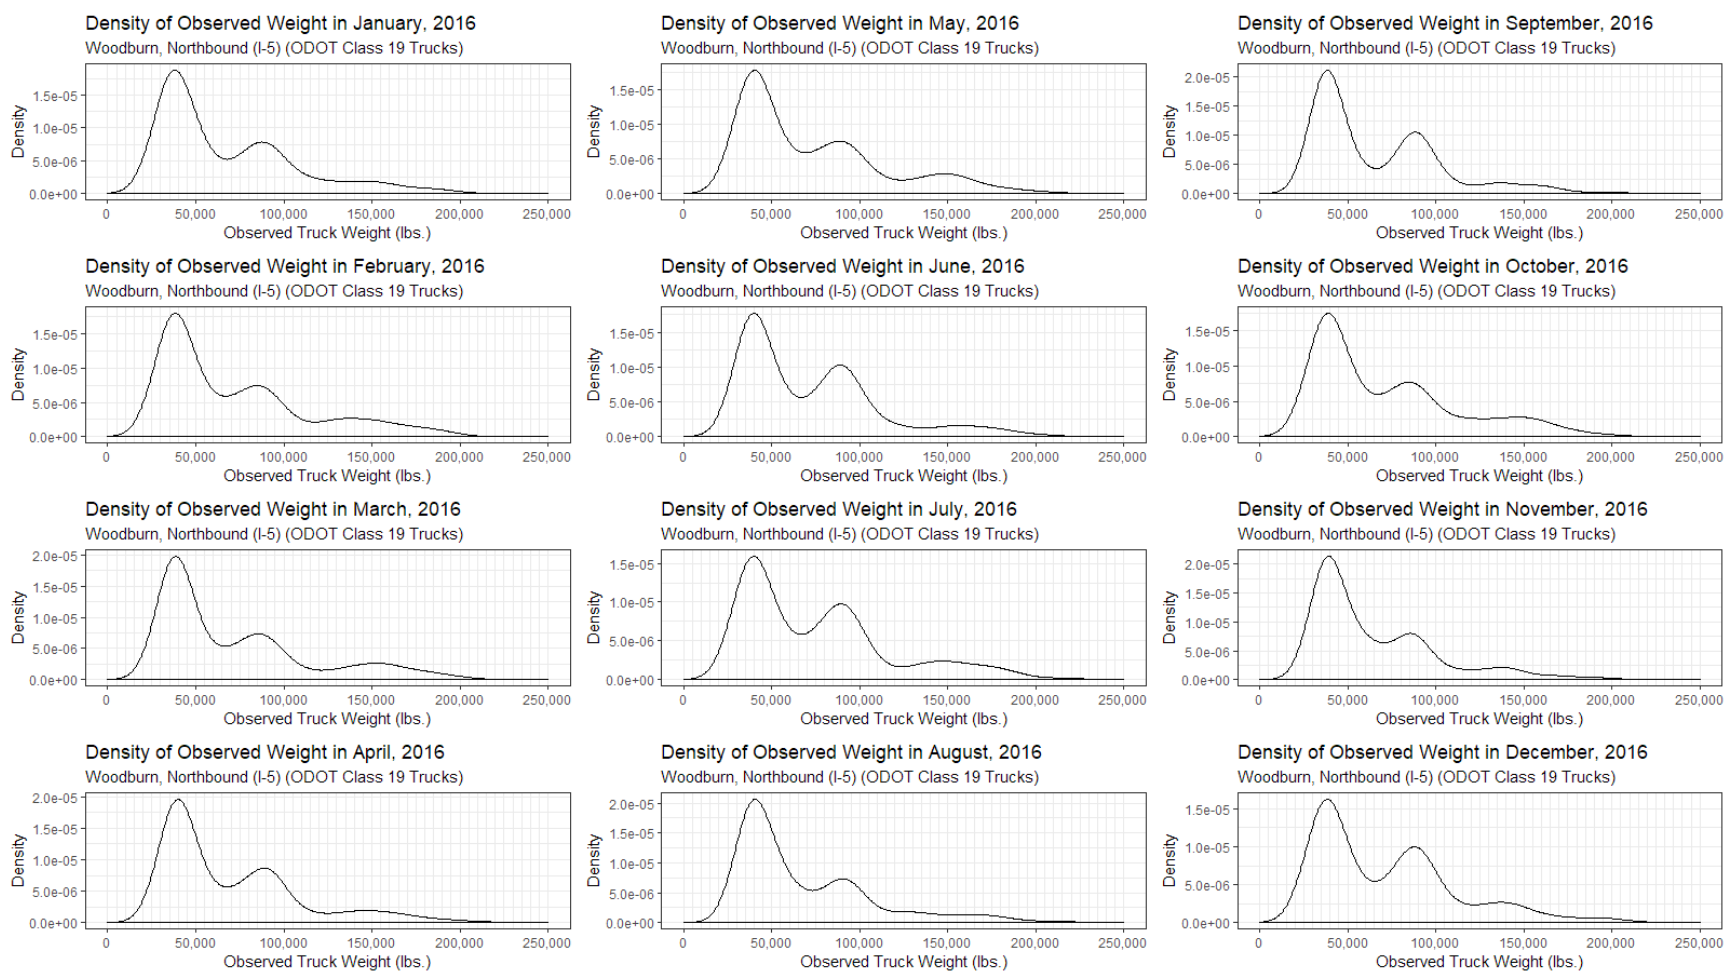 Density of Observed Weight in January, 2016
Woodburn, Northbound (I-5) (ODOT Class 19 Trucks)
Density
1.5e-05
1.0e-05
5.0e-06
0.0e+00
0 50,000 100,000 150,000 200,000 250,000
Observed Truck Weight (lbs.)
Density of Observed Weight in May, 2016
Woodburn, Northbound (I-5) (ODOT Class 19 Trucks)
Density
1.5e-05
1.0e-05
5.0e-06
0.0e+00
0 50,000 100,000 150,000 200,000 250,000
Observed Truck Weight (lbs.)
Density of Observed Weight in September, 2016
Woodburn, Northbound (I-5) (ODOT Class 19 Trucks)
Density
2.0e-05
1.5e-05
1.0e-05
5.0e-06
0.0e+00
0 50,000 100,000 150,000 200,000 250,000
Observed Truck Weight (lbs.)
Density of Observed Weight in February, 2016
Woodburn, Northbound (I-5) (ODOT Class 19 Trucks)
Density
1.5e-05
1.0e-05
5.0e-06
0.0e+00
0 50,000 100,000 150,000 200,000 250,000
Observed Truck Weight (lbs.)
Density of Observed Weight in June, 2016
Woodburn, Northbound (I-5) (ODOT Class 19 Trucks)
Density
1.5e-05
1.0e-05
5.0e-06
0.0e+00
0 50,000 100,000 150,000 200,000 250,000
Observed Truck Weight (lbs.)
Density of Observed Weight in October, 2016
Woodburn, Northbound (I-5) (ODOT Class 19 Trucks)
Density
1.5e-05
1.0e-05
5.0e-06
0.0e+00
0 50,000 100,000 150,000 200,000 250,000
Observed Truck Weight (lbs.)
Density of Observed Weight in March, 2016
Woodburn, Northbound (I-5) (ODOT Class 19 Trucks)
Density
2.0e-05
1.5e-05
1.0e-05
5.0e-06
0.0e+00
0 50,000 100,000 150,000 200,000 250,000
Observed Truck Weight (lbs.)
Density of Observed Weight in July, 2016
Woodburn, Northbound (I-5) (ODOT Class 19 Trucks)
Density
1.5e-05
1.0e-05
5.0e-06
0.0e+00
0 50,000 100,000 150,000 200,000 250,000
Observed Truck Weight (lbs.)
Density of Observed Weight in November, 2016
Woodburn, Northbound (I-5) (ODOT Class 19 Trucks)
Density
2.0e-05
1.5e-05
1.0e-05
5.0e-06
0.0e+00
0 50,000 100,000 150,000 200,000 250,000
Observed Truck Weight (lbs.)
Density of Observed Weight in April, 2016
Woodburn, Northbound (I-5) (ODOT Class 19 Trucks)
Density
2.0e-05
1.5e-05
1.0e-05
5.0e-06
0.0e+00
0 50,000 100,000 150,000 200,000 250,000
Observed Truck Weight (lbs.)
Density of Observed Weight in August, 2016
Woodburn, Northbound (I-5) (ODOT Class 19 Trucks)
Density
2.0e-05
1.5e-05
1.0e-05
5.0e-06
0.0e+00
0 50,000 100,000 150,000 200,000 250,000
Observed Truck Weight (lbs.)
Density of Observed Weight in December, 2016
Woodburn, Northbound (I-5) (ODOT Class 19 Trucks)
Density
1.5e-05
1.0e-05
5.0e-06
0.0e+00
0 50,000 100,000 150,000 200,000 250,000
Observed Truck Weight (lbs.)